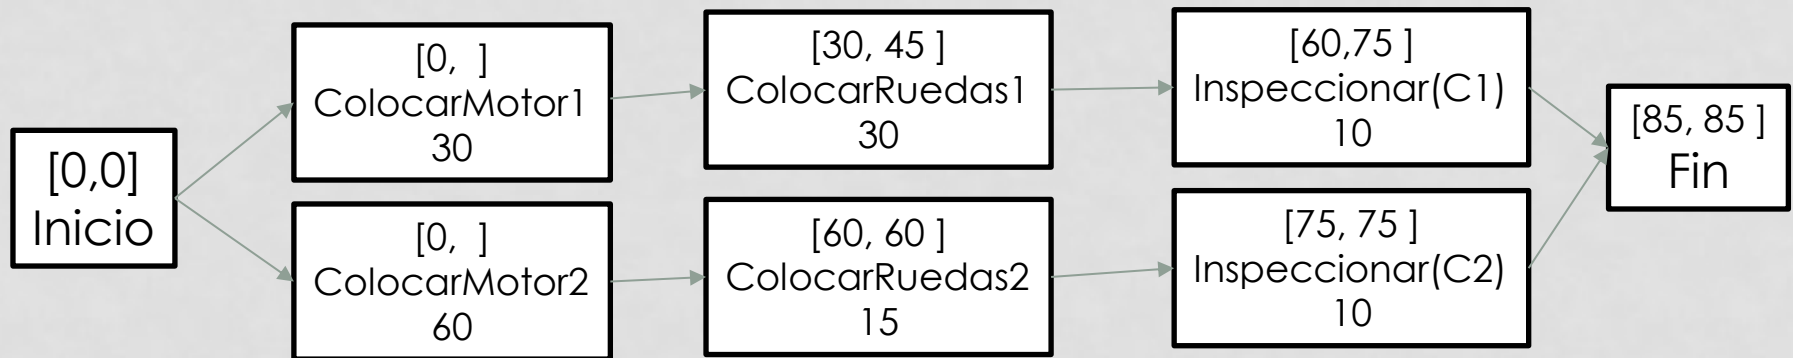 [0,0]
Inicio
[0,  ]
ColocarMotor1
30
[30, 45 ]
ColocarRuedas1
30
[60,75 ]
Inspeccionar(C1)
10
[0,  ]
ColocarMotor2
60
[60, 60 ]
ColocarRuedas2
15
[75, 75 ]
Inspeccionar(C2)
10
[85, 85 ]
Fin